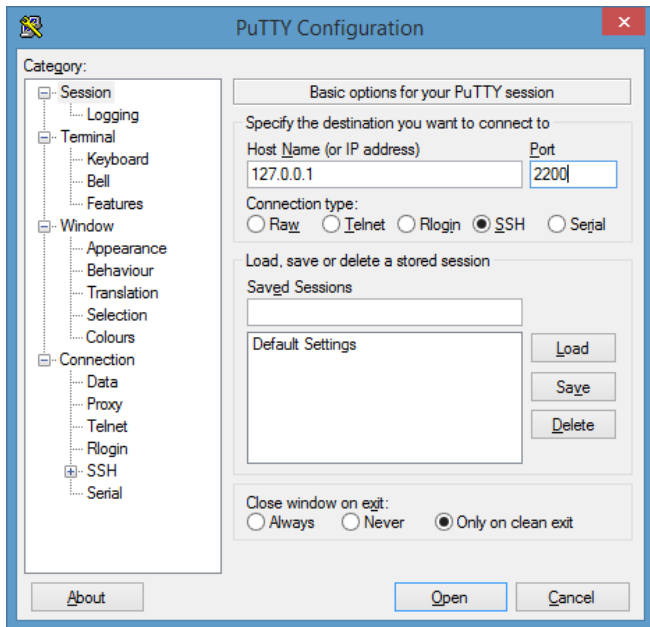 PuTTY Configuration
Category:
Session
Logging
Terminal
Keyboard
Bell
Features
Window
Appearance
Behaviour
Translation
Selection
Colours
Connection
Data
Proxy
Telnet
Rlogin
SSH
Serial
Basic options for your PuTTY session
Specify the destination you want to connect to
Host Name (or IP address) Port
127.0.0.1 2200
Connection type:
Raw Telnet Rlogin SSH Serial
Load, save or delete a stored session
Saved Sessions
Default Settings
Load
Save
Delete
Close window on exit:
Always Never Only on clean exit
About Open Cancel